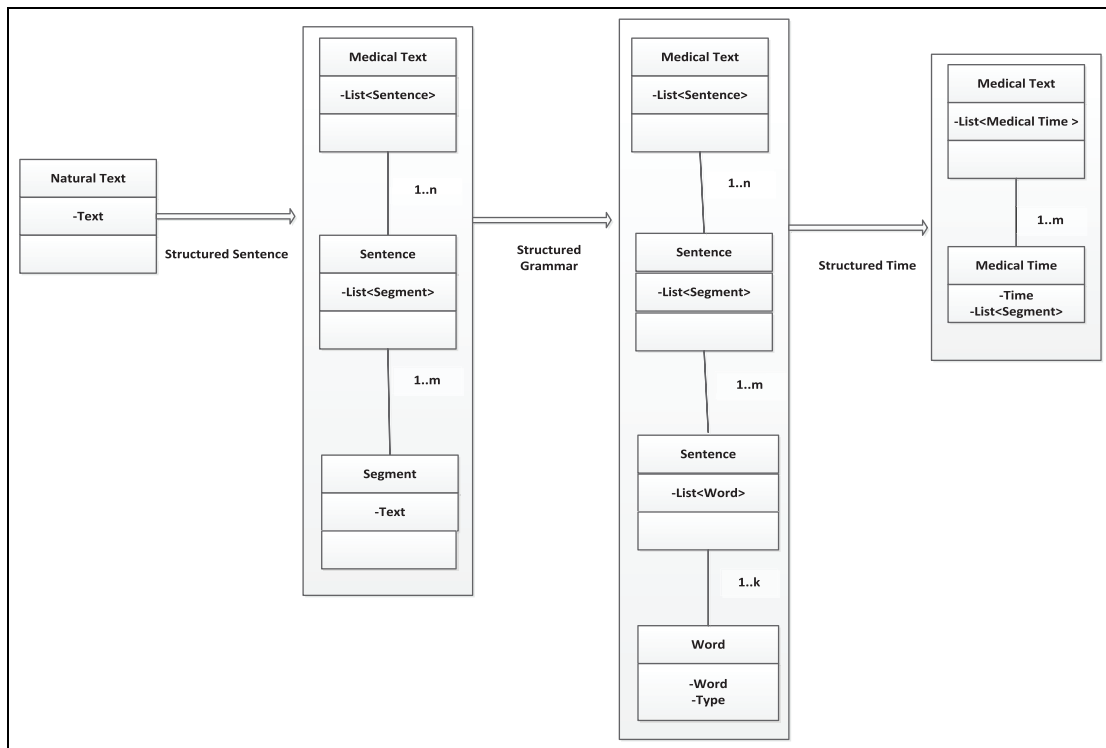 Natural Text
-Text
Structured Sentence
Medical Text
-List<Sentence>
1..n
Sentence
-List<Segment>
1..m
Segment
-Text
Structured
Grammar
Medical Text
-List<Sentence>
1..n
Sentence
-List<Segment>
1..m
Sentence
-List<Word>
1..k
Word
-Word
-Type
Structured Time
Medical Text
-List<Medical Time >
1..m
Medical Time
-Time
-List<Segment>